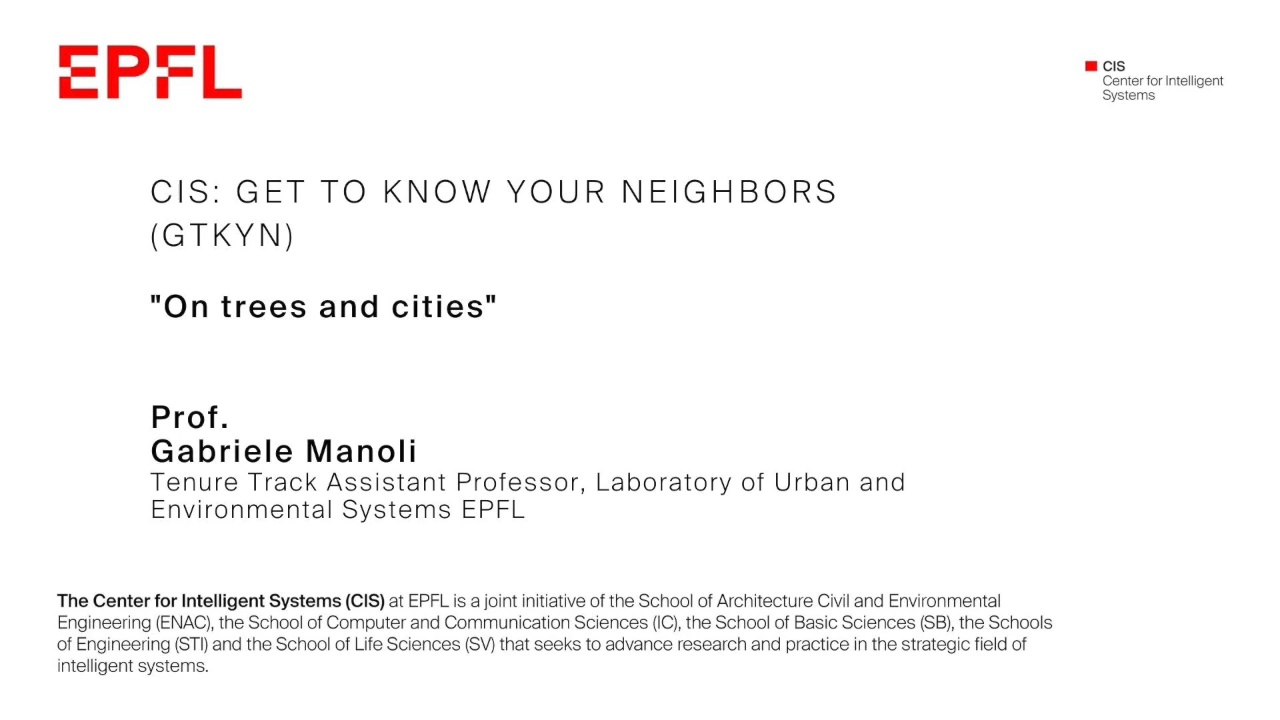 EPFL
CIS
Center for Intelligent
Systems
CIS: GET TO KNOW YOUR NEIGHBORS
(GTKYN)
"On trees and cities"
Prof.
Gabriele Manoli
Tenure Track Assistant Professor, Laboratory of Urban and
Environmental Systems EPFL
The Center for Intelligent Systems (CIS) at EPFL is a joint initiative of the School of Architecture Civil and Environmental
Engineering (ENAC), the School of Computer and Communication Sciences (IC), the School of Basic Sciences (SB), the Schools
of Engineering (STI) and the School of Life Sciences (SV) that seeks to advance research and practice in the strategic field of
intelligent systems.